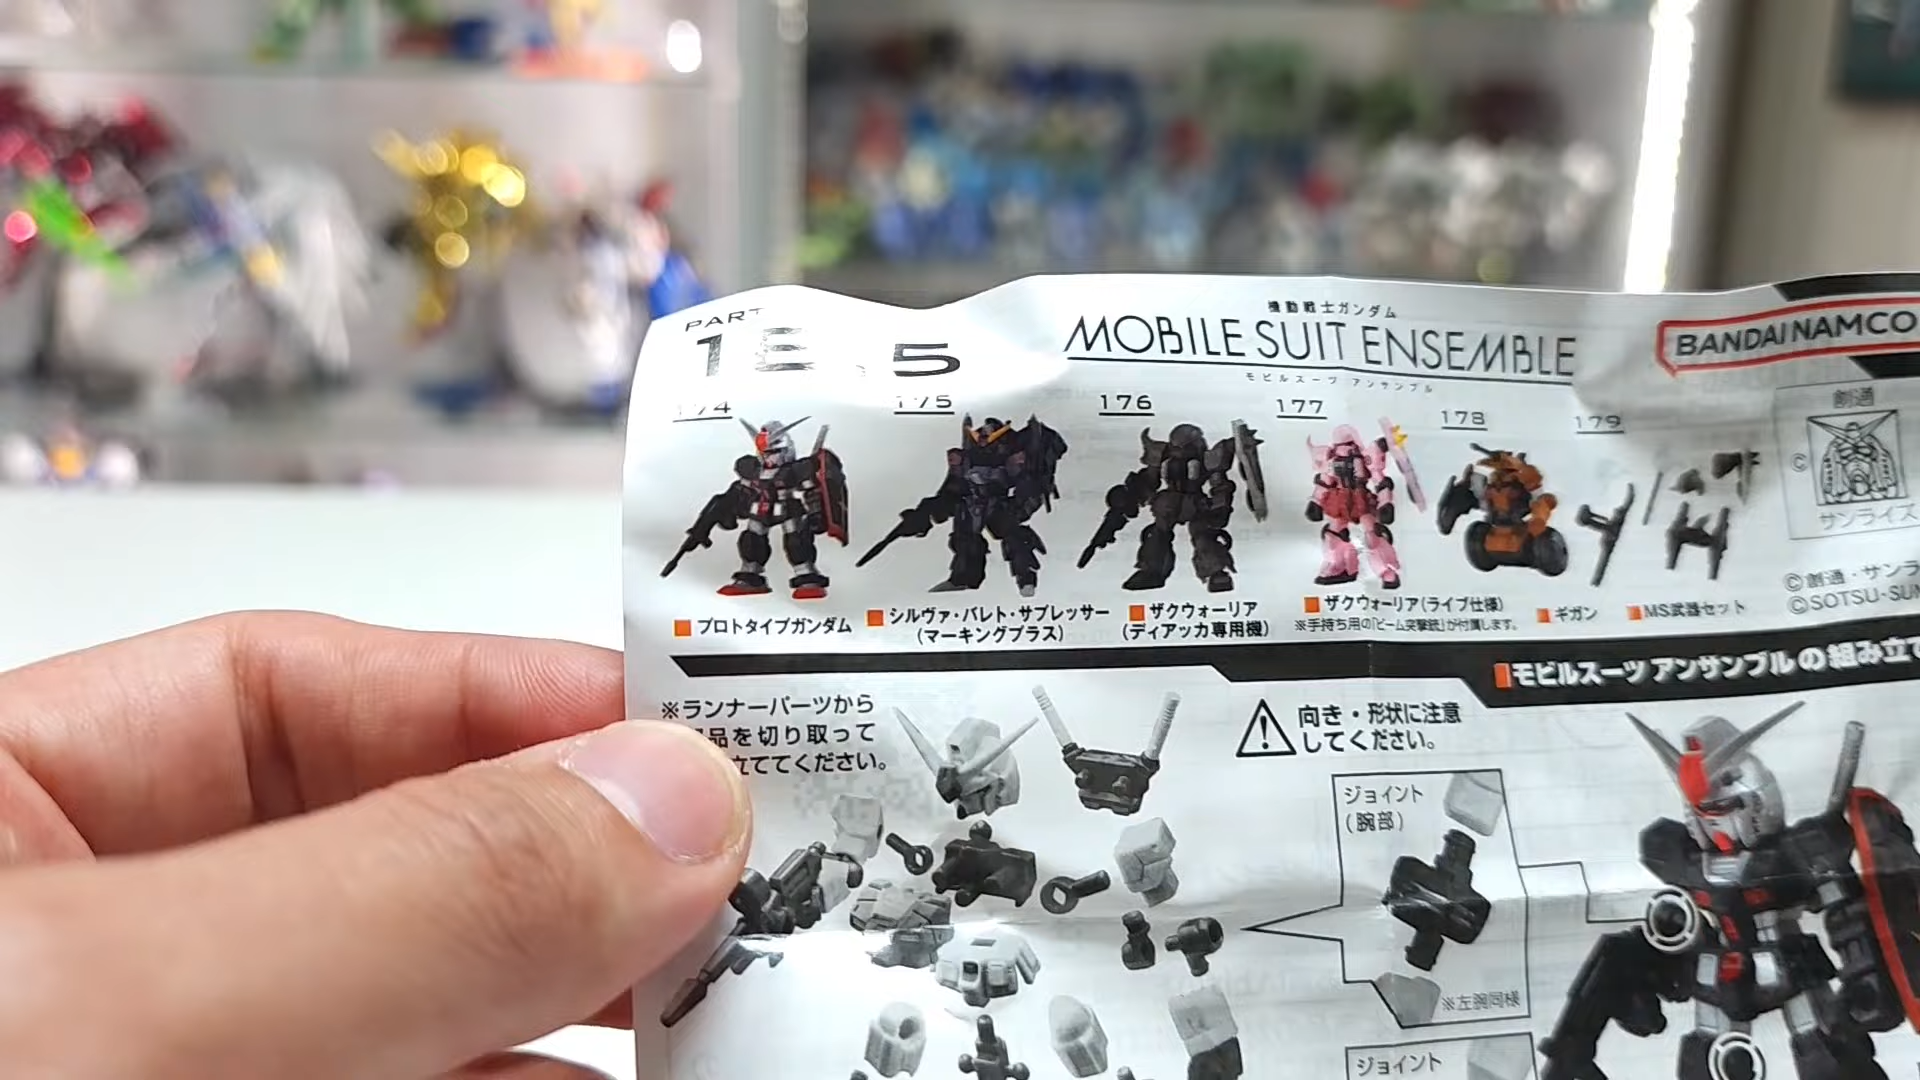 PART
機動戦士ガンダム
MOBILE SUIT ENSEMBLE
モビルスーツ アンサンブル
BANDAI NAMCO
174 175 176 177 178 179
創通
©
サンライズ
プロトタイプガンダム
シルヴァ・バレト・サプレッサー
(マーキングプラス)
ザクウォーリア
(ディアッカ専用機)
ザクウォーリア(ライブ仕様)
※手持ち用の「ビーム突撃銃」が付属します。
ギガン
MS武器セット
©創通・サンラ
©SOTSU・SUN
モビルスーツ アンサンブルの組み立て
※ランナーパーツから
品を切り取って
立ててください。
向き・形状に注意
してください。
ジョイント
(腕部)
※左腕同様
ジョイント